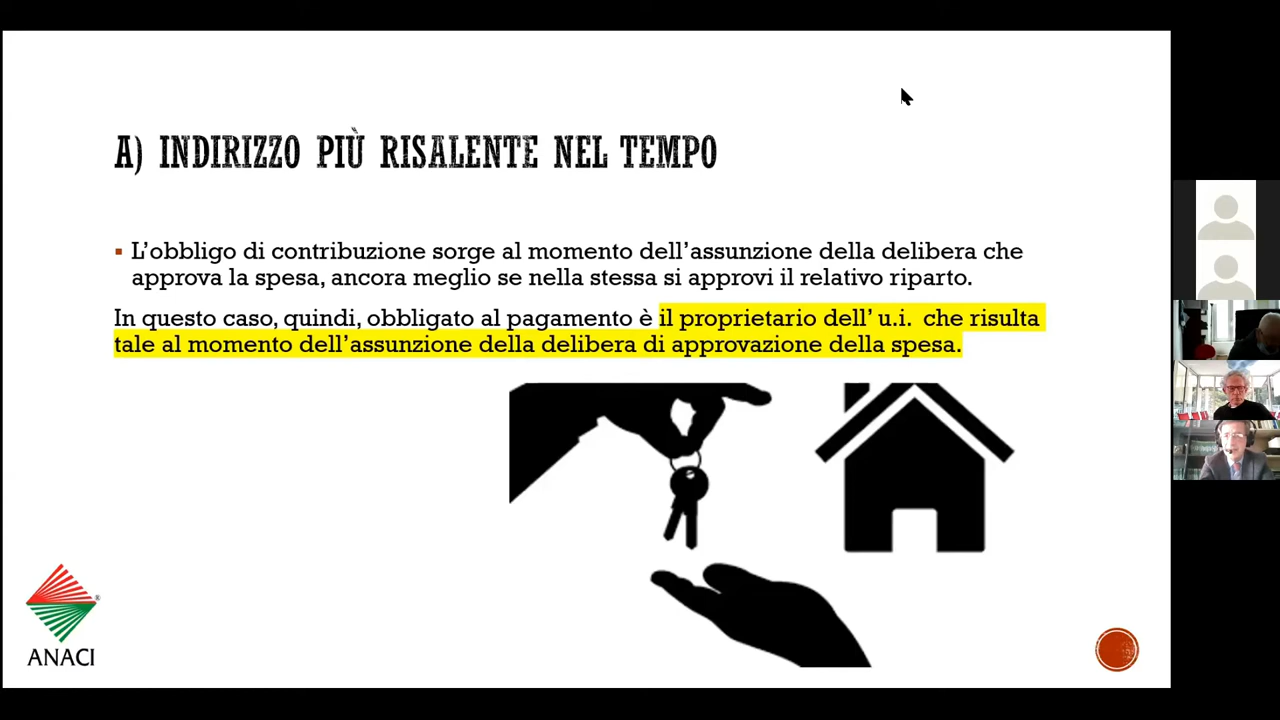 A) INDIRIZZO PIÙ RISALENTE NEL TEMPO
▪ L’obbligo di contribuzione sorge al momento dell’assunzione della delibera che
approva la spesa, ancora meglio se nella stessa si approvi il relativo riparto.
In questo caso, quindi, obbligato al pagamento è il proprietario dell’ u.i. che risulta
tale al momento dell’assunzione della delibera di approvazione della spesa.
®
ANACI